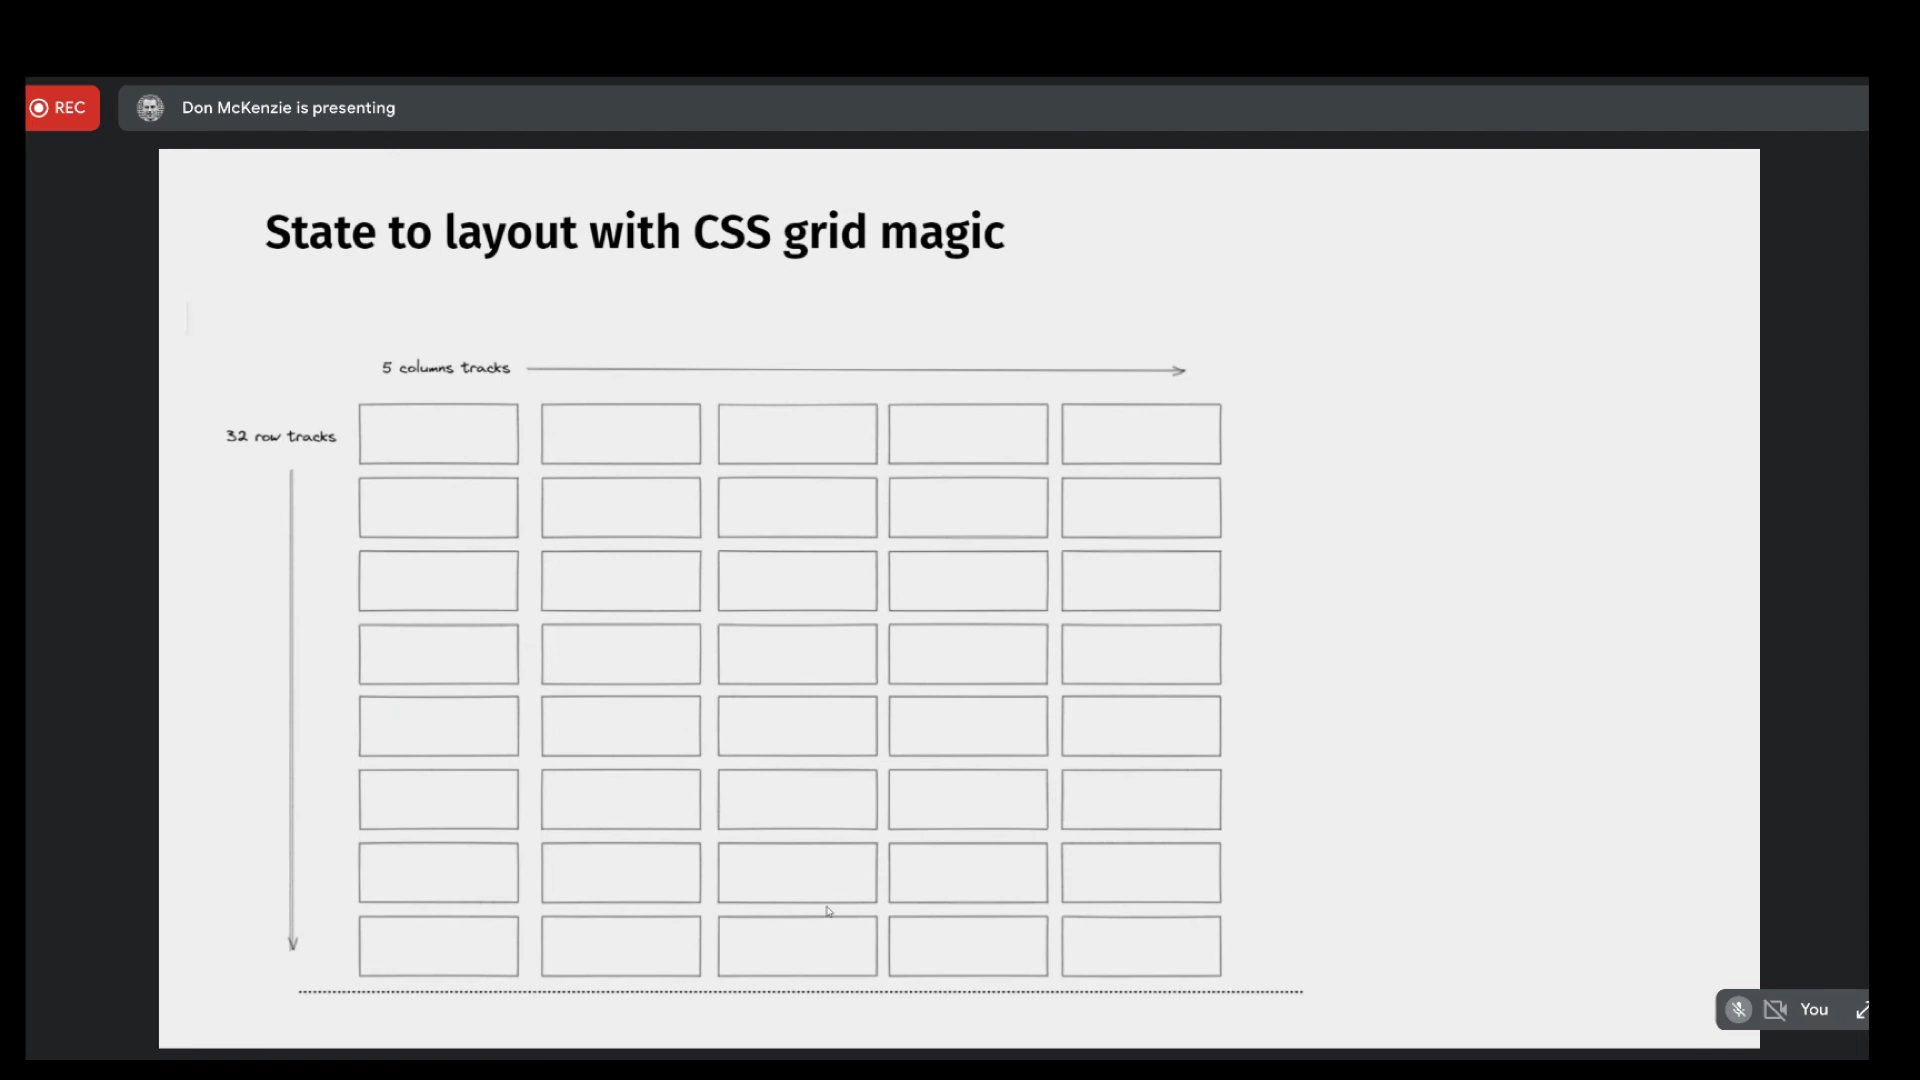 REC
Don McKenzie is presenting
State to layout with CSS grid magic
5 columns tracks
32 row tracks
You